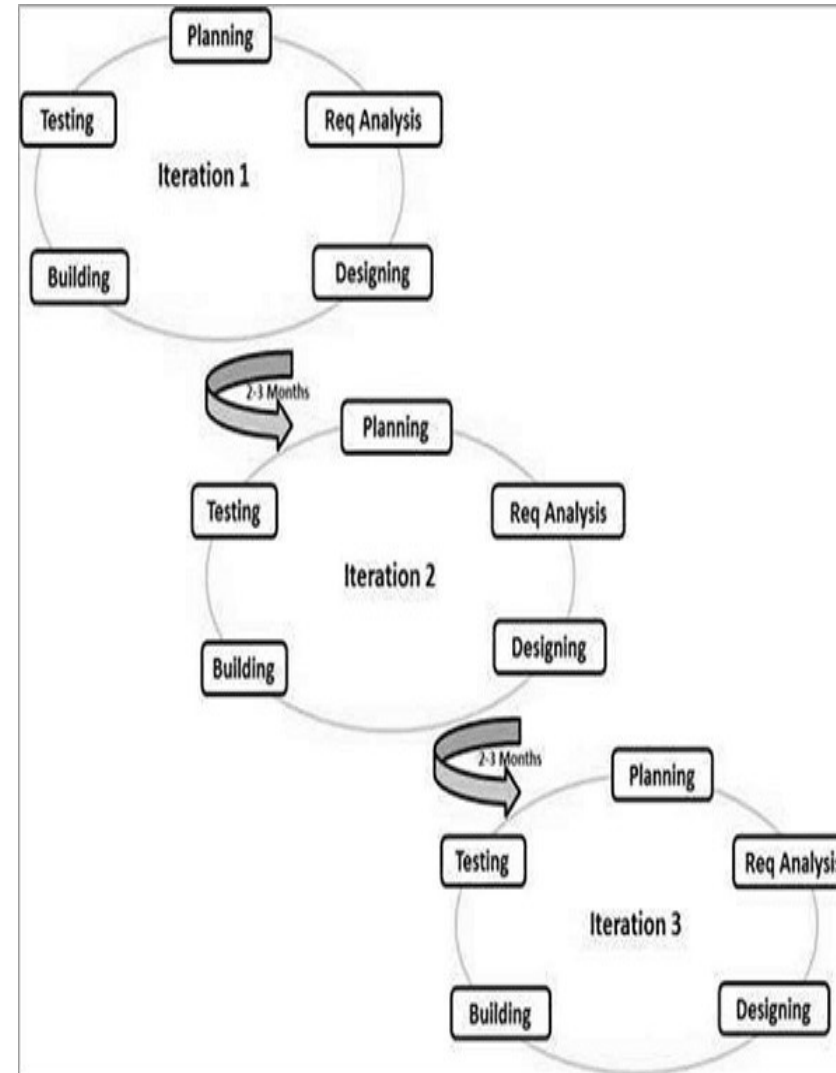 Planning
Testing
Req Analysis
Iteration 1
Building
Designing
2-3 Months
Planning
Testing
Req Analysis
Iteration 2
Building
Designing
2-3 Months
Planning
Testing
Req Analysis
Iteration 3
Building
Designing